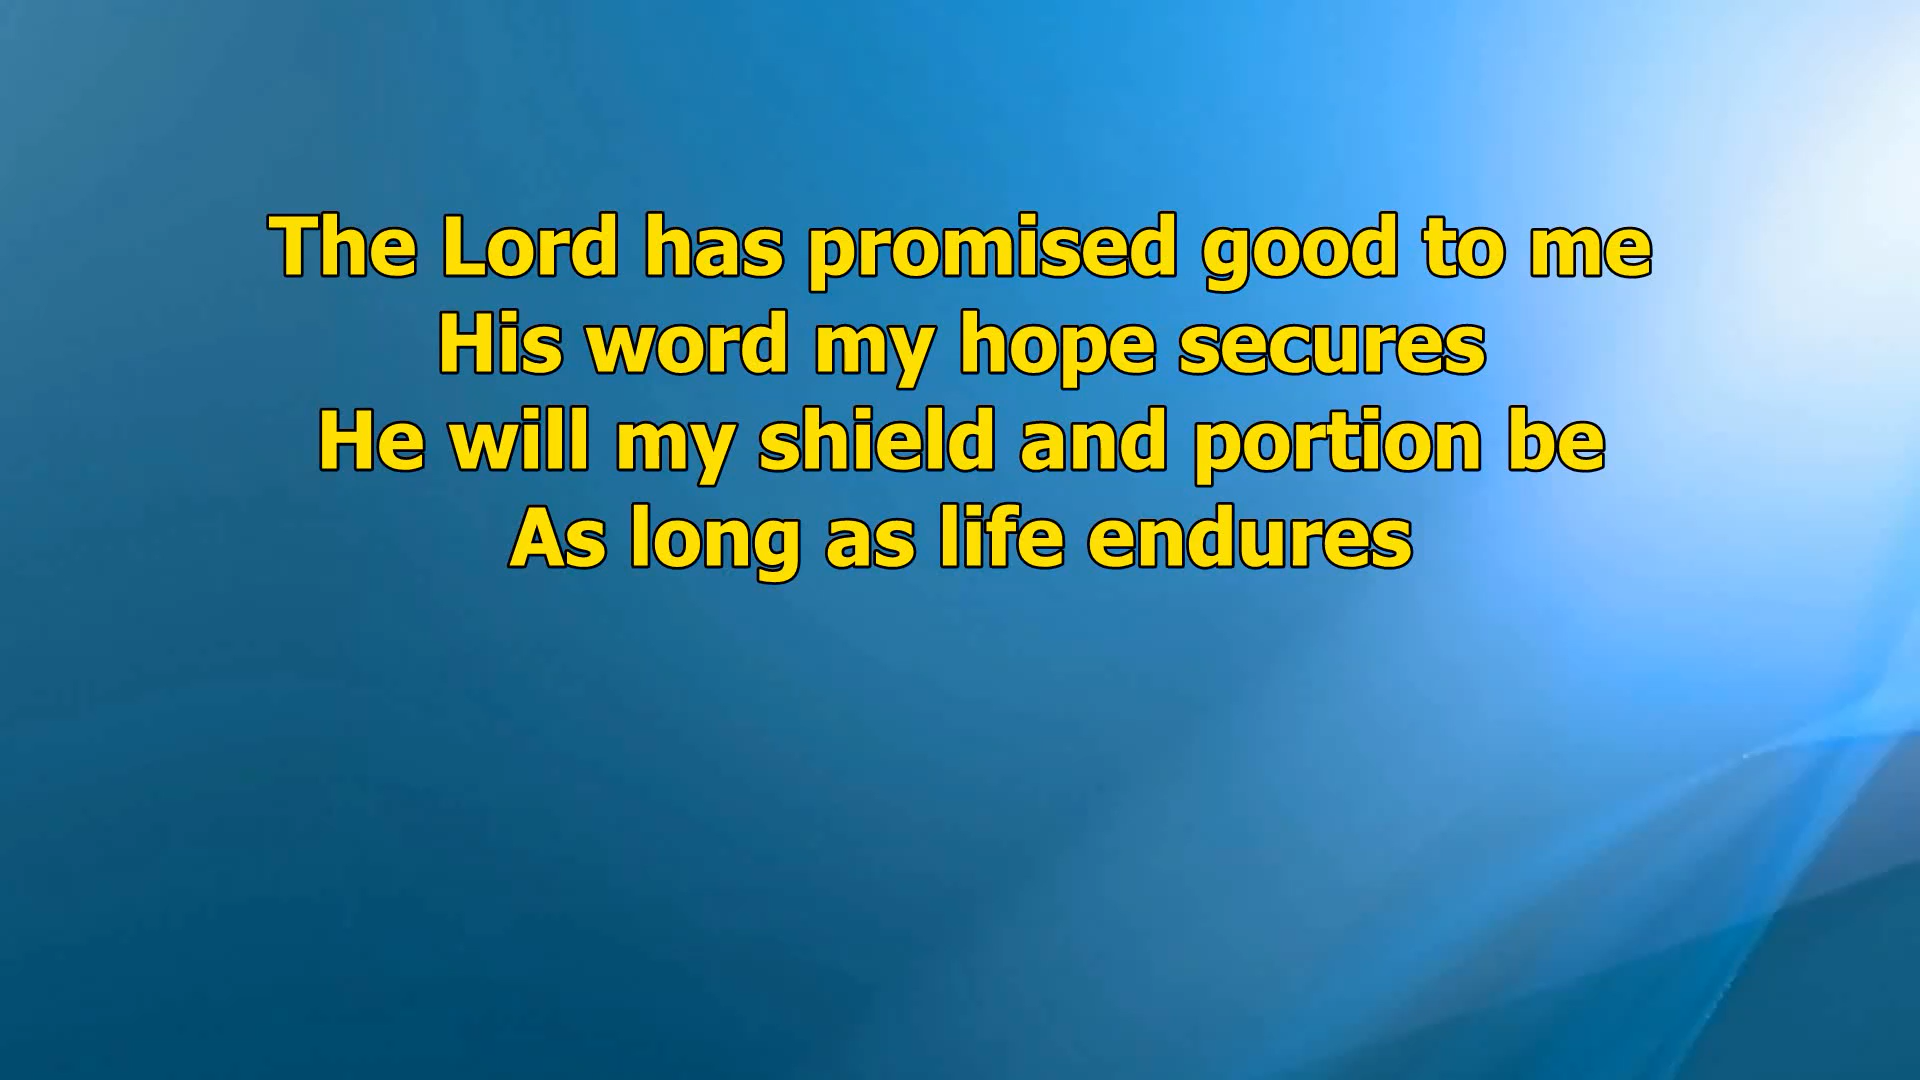 The Lord has promised good to me
His word my hope secures
He will my shield and portion be
As long as life endures